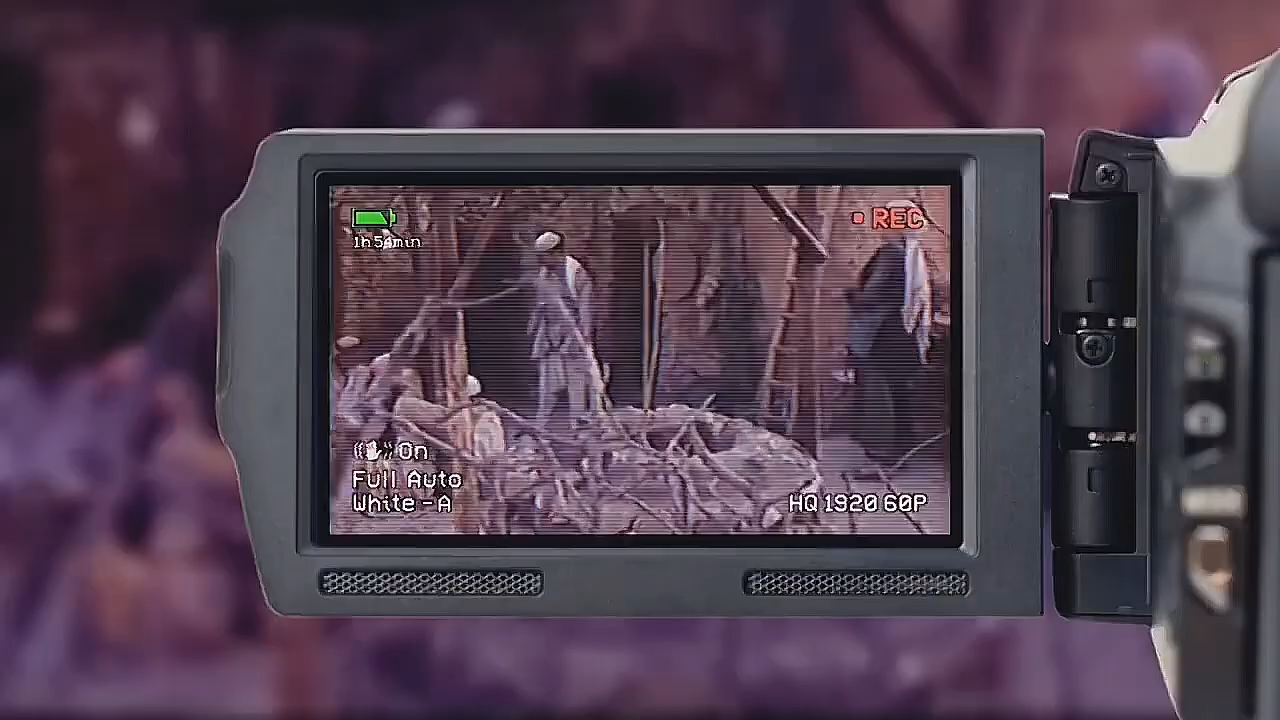 REC
1h54min
On
Full Auto
White-A
HQ 1920 60P